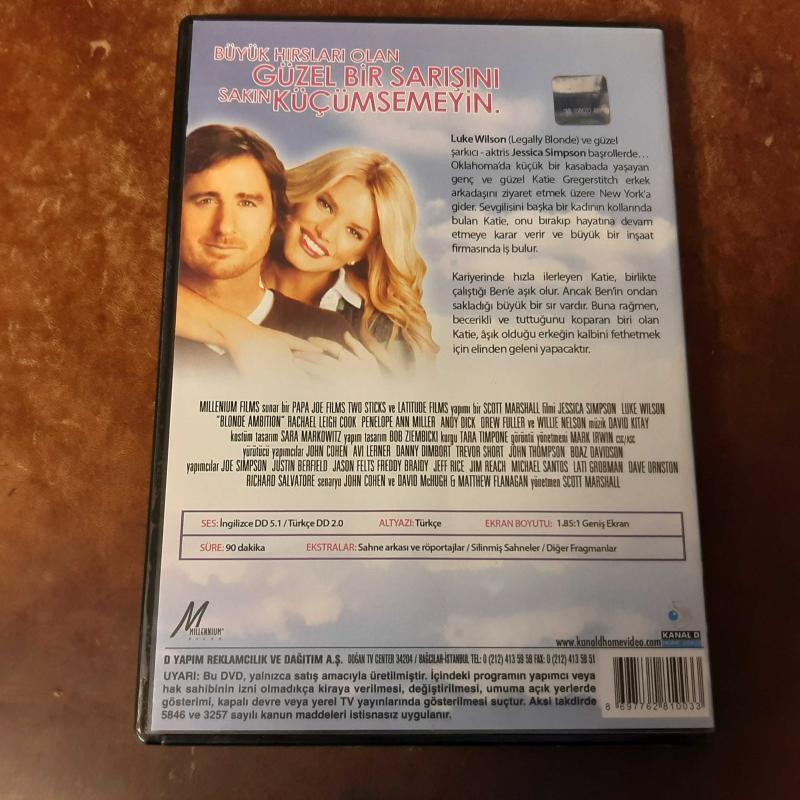 BÜYÜK HIRSLARI OLAN
GÜZEL BİR SARIŞINI
SAKIN KÜÇÜMSEMEYİN.
Luke Wilson (Legally Blonde) ve güzel
şarkıcı - aktris Jessica Simpson başrollerde...
Oklahoma'da küçük bir kasabada yaşayan
genç ve güzel Katie Gregerstitch erkek
arkadaşını ziyaret etmek üzere New York'a
gider. Sevgilisini başka bir kadının kollarında
bulan Katie, onu bırakıp hayatına devam
etmeye karar verir ve büyük bir inşaat
firmasında iş bulur.
Kariyerinde hızla ilerleyen Katie, birlikte
çalıştığı Ben'e aşık olur. Ancak Ben'in ondan
sakladığı büyük bir sır vardır. Buna rağmen,
becerikli ve tuttuğunu koparan biri olan
Katie, âşık olduğu erkeğin kalbini fethetmek
için elinden geleni yapacaktır.
MILLENIUM FILMS sunar bir PAPA JOE FILMS TWO STICKS ve LATITUDE FILMS yapımı bir SCOTT MARSHALL filmi JESSICA SIMPSON LUKE WILSON
"BLONDE AMBITION" RACHAEL LEIGH COOK PENELOPE ANN MILLER ANDY DICK DREW FULLER ve WILLIE NELSON müzik DAVID KITAY
kostüm tasarım SARA MARKOWITZ yapım tasarım BOB ZIEMBICKI kurgu TARA TIMPONE görüntü yönetmeni MARK IRWIN CSC/ASC
yürütücü yapımcılar JOHN COHEN AVI LERNER DANNY DIMBORT TREVOR SHORT JOHN THOMPSON BOAZ DAVIDSON
yapımcılar JOE SIMPSON JUSTIN BERFIELD JASON FELTS FREDDY BRAIDY JEFF RICE JIM REACH MICHAEL SANTOS LATI GROBMAN DAVE ORNSTON
RICHARD SALVATORE senaryo JOHN COHEN ve DAVID McHUGH & MATTHEW FLANAGAN yönetmen SCOTT MARSHALL
SES: İngilizce DD 5.1 / Türkçe DD 2.0 ALTYAZI: Türkçe EKRAN BOYUTU: 1.85:1 Geniş Ekran
SÜRE: 90 dakika EKSTRALAR: Sahne arkası ve röportajlar / Silinmiş Sahneler / Diğer Fragmanlar
M
MILLENNIUM
FILMS
www.kanaldhomevideo.com
KANAL D
HOME VIDEO
D YAPIM REKLAMCILIK VE DAĞITIM A.Ş. DOĞAN TV CENTER 34204 / BAĞCILAR-İSTANBUL TEL: 0 (212) 413 59 59 FAX: 0 (212) 413 58 51
UYARI: Bu DVD, yalnızca satış amacıyla üretilmiştir. İçindeki programın yapımcı veya
hak sahibinin izni olmadıkça kiraya verilmesi, değiştirilmesi, umuma açık yerlerde
gösterimi, kapalı devre veya yerel TV yayınlarında gösterilmesi suçtur. Aksi takdirde
5846 ve 3257 sayılı kanun maddeleri istisnasız uygulanır.
8 697762 810033